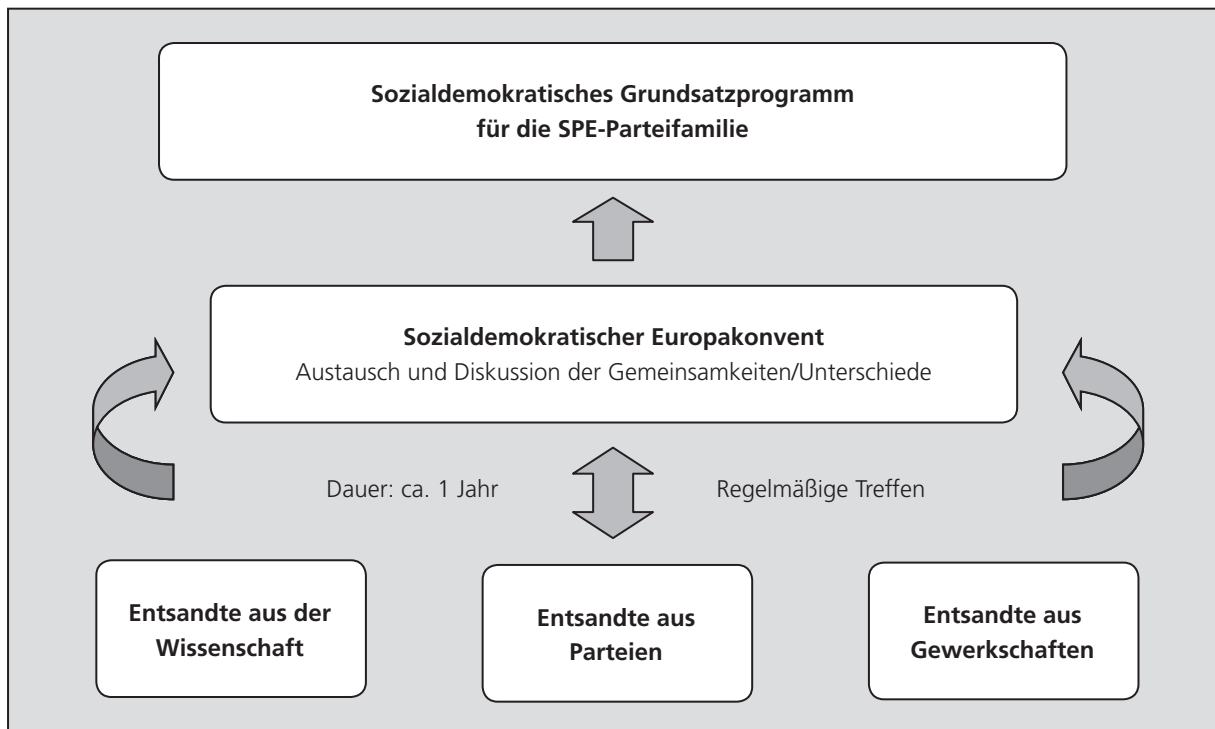 Sozialdemokratisches Grundsatzprogramm
für die SPE-Parteifamilie
Sozialdemokratischer Europakonvent
Austausch und Diskussion der Gemeinsamkeiten/Unterschiede
Dauer: ca. 1 Jahr
Regelmäßige Treffen
Entsandte aus der
Wissenschaft
Entsandte aus
Parteien
Entsandte aus
Gewerkschaften